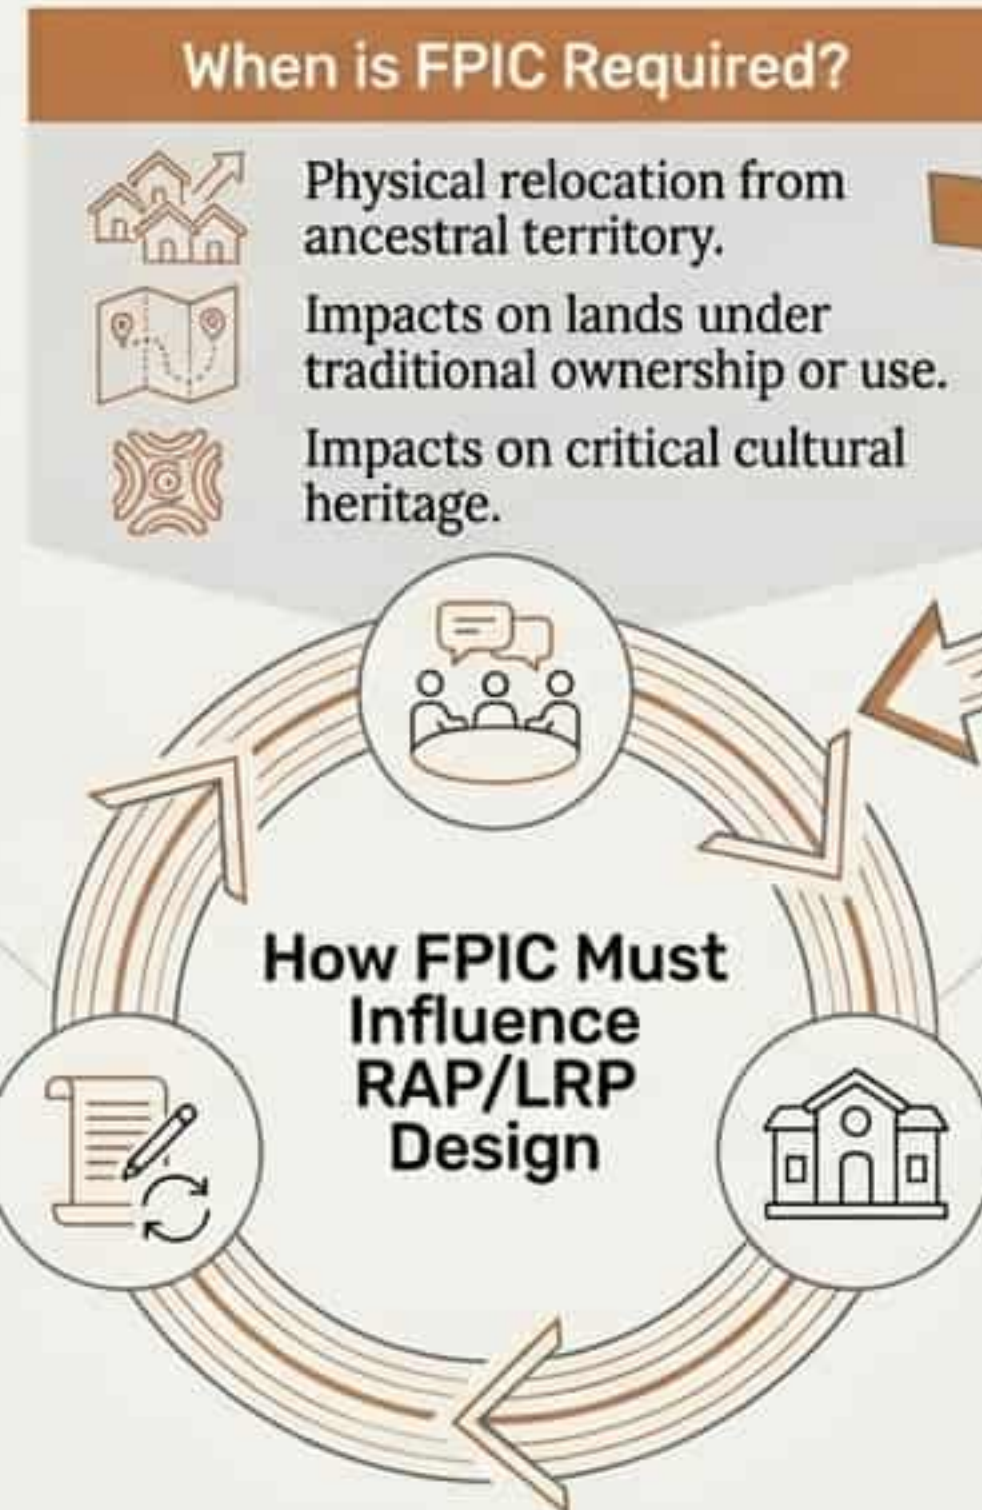 When is FPIC Required?
Physical relocation from
ancestral territory.
Impacts on lands under
traditional ownership or use.
Impacts on critical cultural
heritage.
How FPIC Must
Influence
RAP/LRP
Design